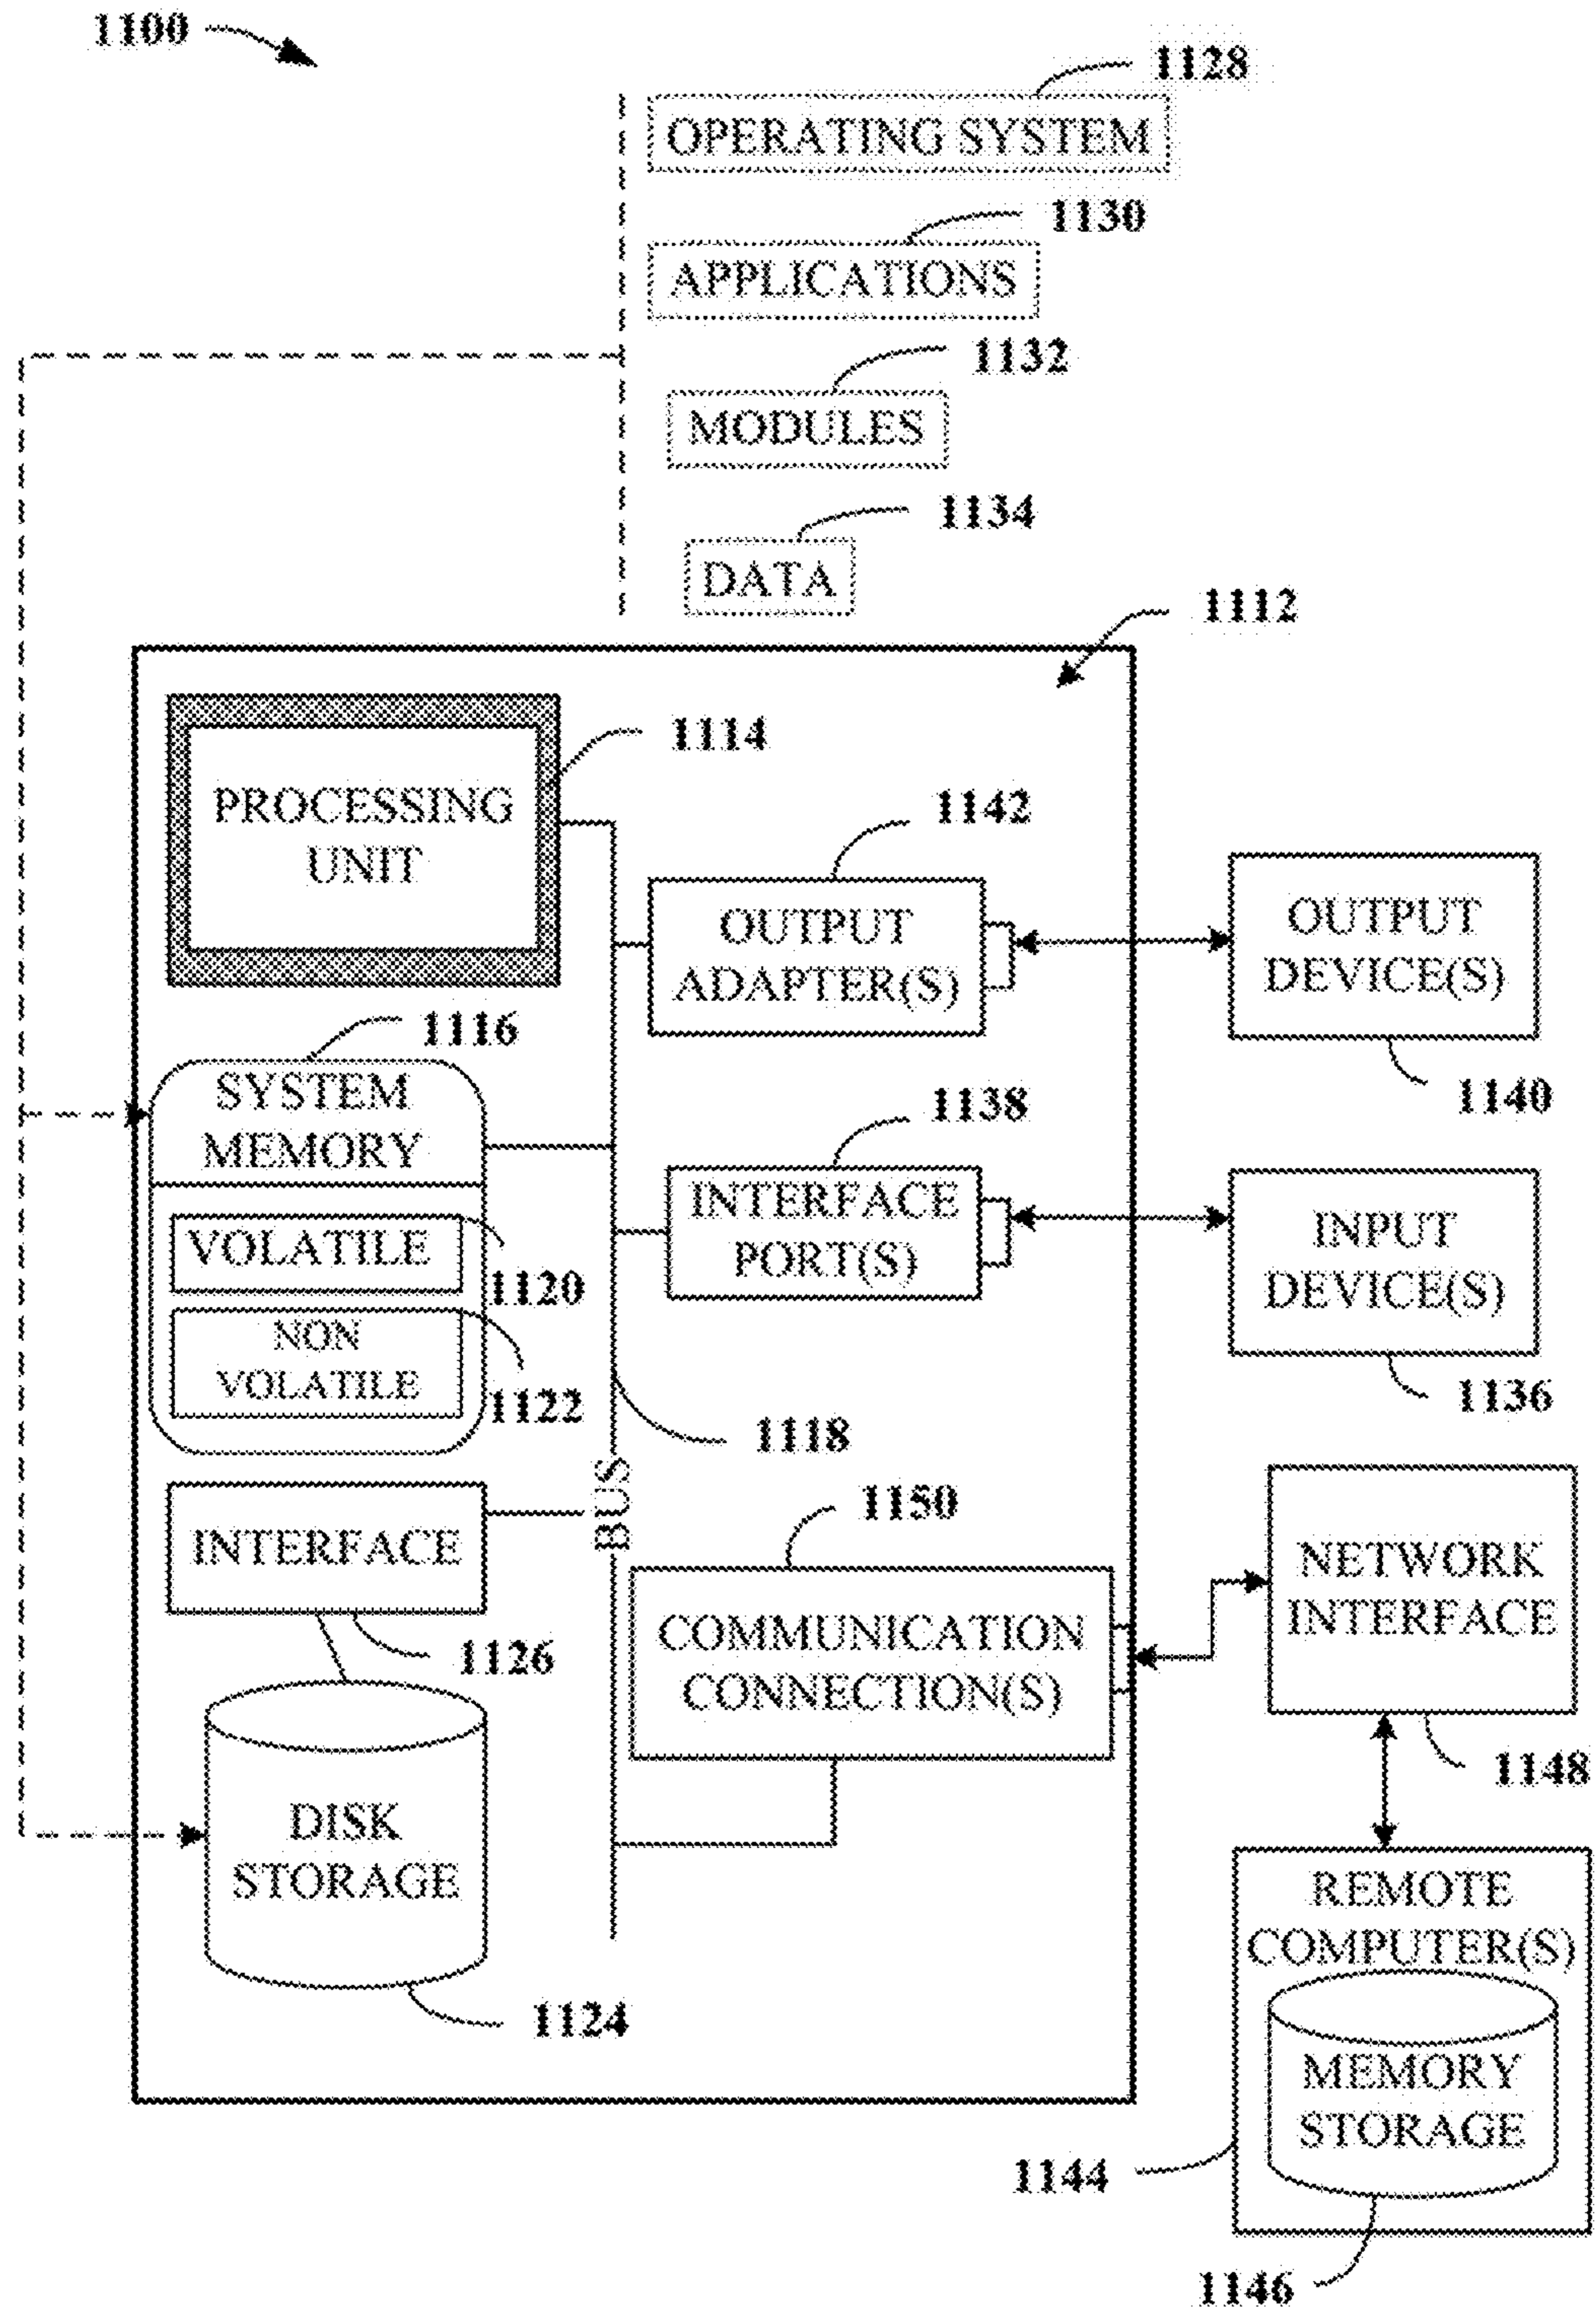 1100
1128
OPERATING SYSTEM
1130
APPLICATIONS
1132
MODULES
1134
DATA
1112
PROCESSING
UNIT
1114
1142
OUTPUT
ADAPTER(S)
OUTPUT
DEVICE(S)
1140
1116
SYSTEM
MEMORY
VOLATILE
1120
NON
VOLATILE
1122
1138
INTERFACE
PORT(S)
INPUT
DEVICE(S)
1136
1118
BUS
INTERFACE
1126
1150
COMMUNICATION
CONNECTION(S)
NETWORK
INTERFACE
1148
DISK
STORAGE
1124
REMOTE
COMPUTER(S)
MEMORY
STORAGE
1144
1146